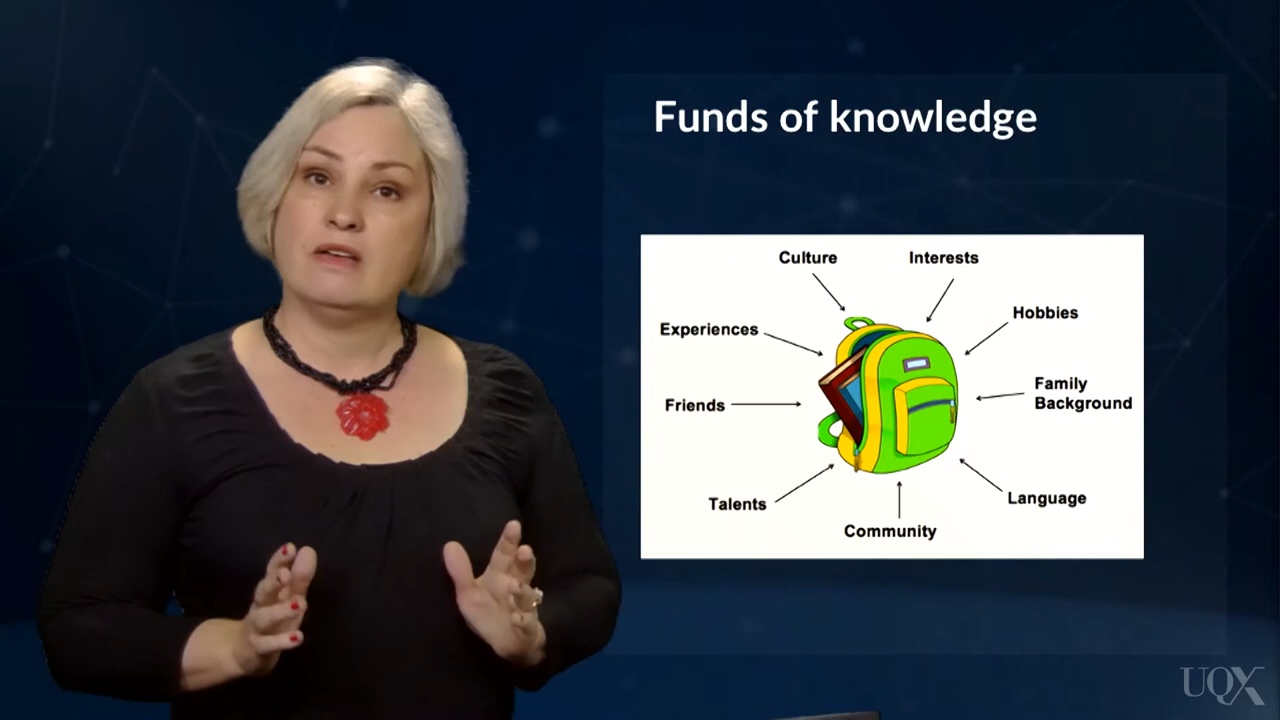 Funds of knowledge
Culture
Interests
Hobbies
Experiences
Family
Background
Friends
Language
Talents
Community
UQX